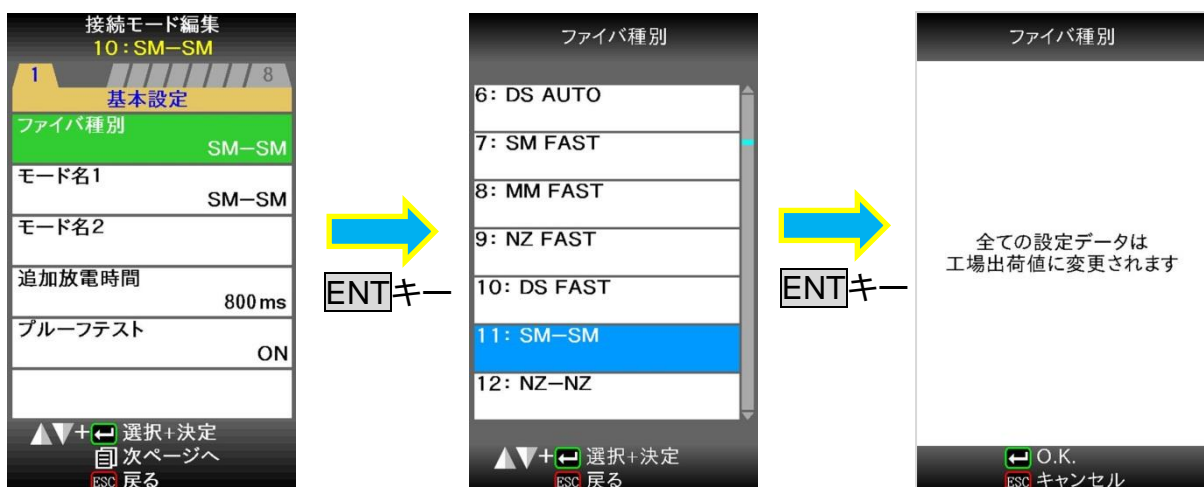 接続モード編集
10:SM-SM
1
8
基本設定
ファイバ種別
SM-SM
モード名1
SM-SM
モード名2
追加放電時間
800 ms
プルーフテスト
ON
選択+決定
次ページへ
ESC 戻る
ENTキー
ファイバ種別
6: DS AUTO
7: SM FAST
8: MM FAST
9: NZ FAST
10: DS FAST
11: SM-SM
12: NZ-NZ
選択+決定
ESC 戻る
ENTキー
ファイバ種別
全ての設定データは
工場出荷値に変更されます
O.K.
ESC キャンセル